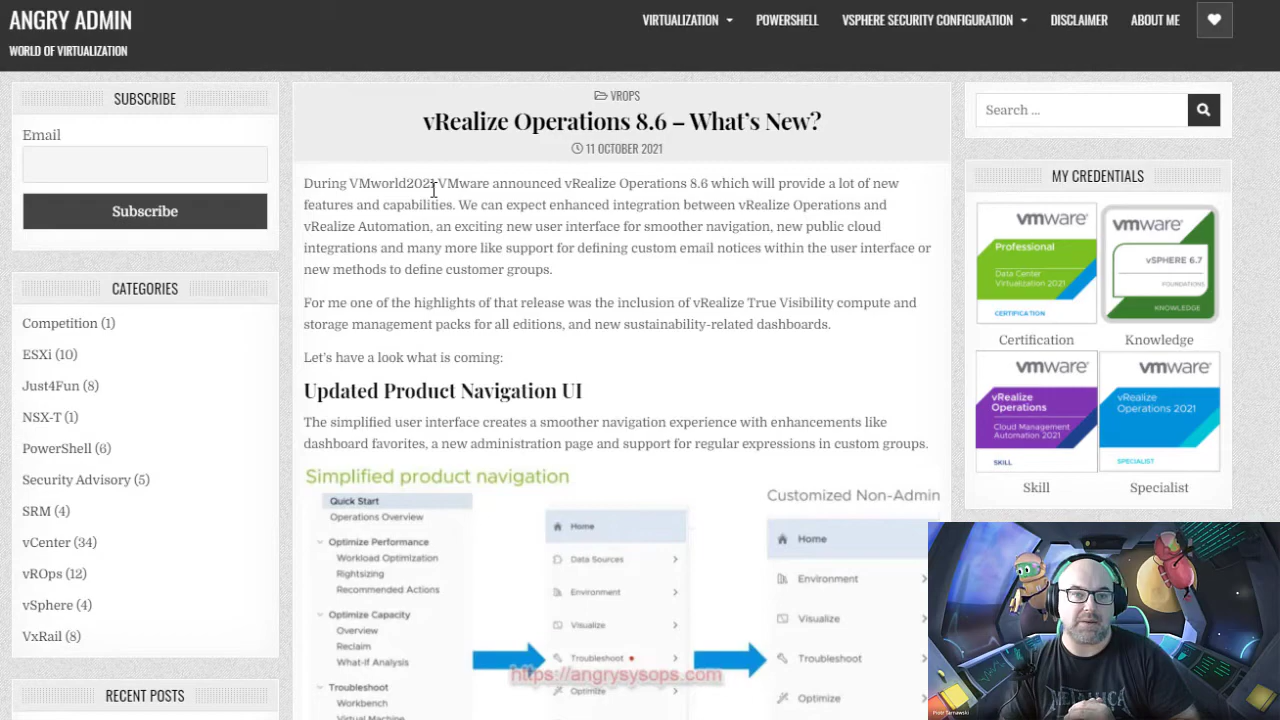 ANGRY ADMIN
WORLD OF VIRTUALIZATION
VIRTUALIZATION
POWERSHELL
VSPHERE SECURITY CONFIGURATION
DISCLAIMER
ABOUT ME
SUBSCRIBE
Email
Subscribe
CATEGORIES
Competition (1)
ESXi (10)
Just4Fun (8)
NSX-T (1)
PowerShell (6)
Security Advisory (5)
SRM (4)
vCenter (34)
vROps (12)
vSphere (4)
VxRail (8)
RECENT POSTS
VROPS
vRealize Operations 8.6 – What's New?
11 OCTOBER 2021
During VMworld2021 VMware announced vRealize Operations 8.6 which will provide a lot of new
features and capabilities. We can expect enhanced integration between vRealize Operations and
vRealize Automation, an exciting new user interface for smoother navigation, new public cloud
integrations and many more like support for defining custom email notices within the user interface or
new methods to define customer groups.
For me one of the highlights of that release was the inclusion of vRealize True Visibility compute and
storage management packs for all editions, and new sustainability-related dashboards.
Let's have a look what is coming:
Updated Product Navigation UI
The simplified user interface creates a smoother navigation experience with enhancements like
dashboard favorites, a new administration page and support for regular expressions in custom groups.
Simplified product navigation
Quick Start
Operations Overview
Optimize Performance
Workload Optimization
Rightsizing
Recommended Actions
Optimize Capacity
Overview
Reclaim
What-If Analysis
Troubleshoot
Workbench
Virtual Machine
Home
Data Sources
Environment
Visualize
Troubleshoot
Optimize
https://angrysysops.com
Customized Non-Admin
Home
Environment
Visualize
Troubleshoot
Optimize
Search …
MY CREDENTIALS
vmware
Professional
Data Center
Virtualization 2021
CERTIFICATION
Certification
vmware
vSPHERE 6.7
FOUNDATIONS
KNOWLEDGE
Knowledge
vmware
vRealize
Operations
Cloud Management
Automation 2021
SKILL
Skill
vmware
vRealize
Operations 2021
SPECIALIST
Specialist
Piotr Tarnawski